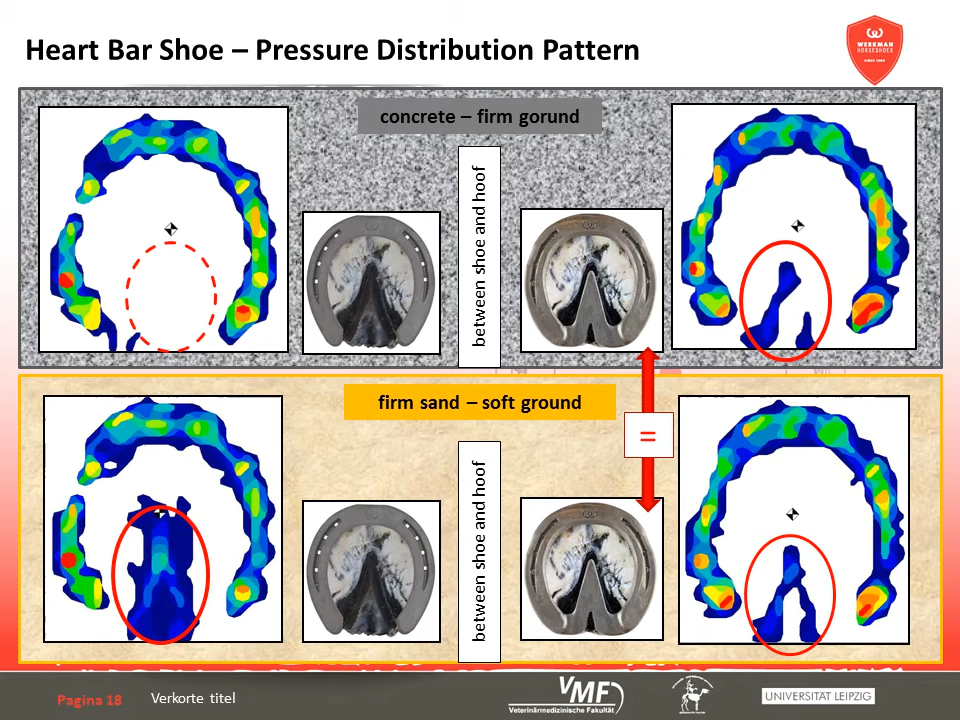 Heart Bar Shoe – Pressure Distribution Pattern
WERKMAN
HORSESHOES
concrete – firm gorund
between shoe and hoof
firm sand – soft ground
=
between shoe and hoof
Pagina 18
Verkorte titel
VMF
Veterinärmedizinische Fakultät
UNIVERSITAT LEIPZIG